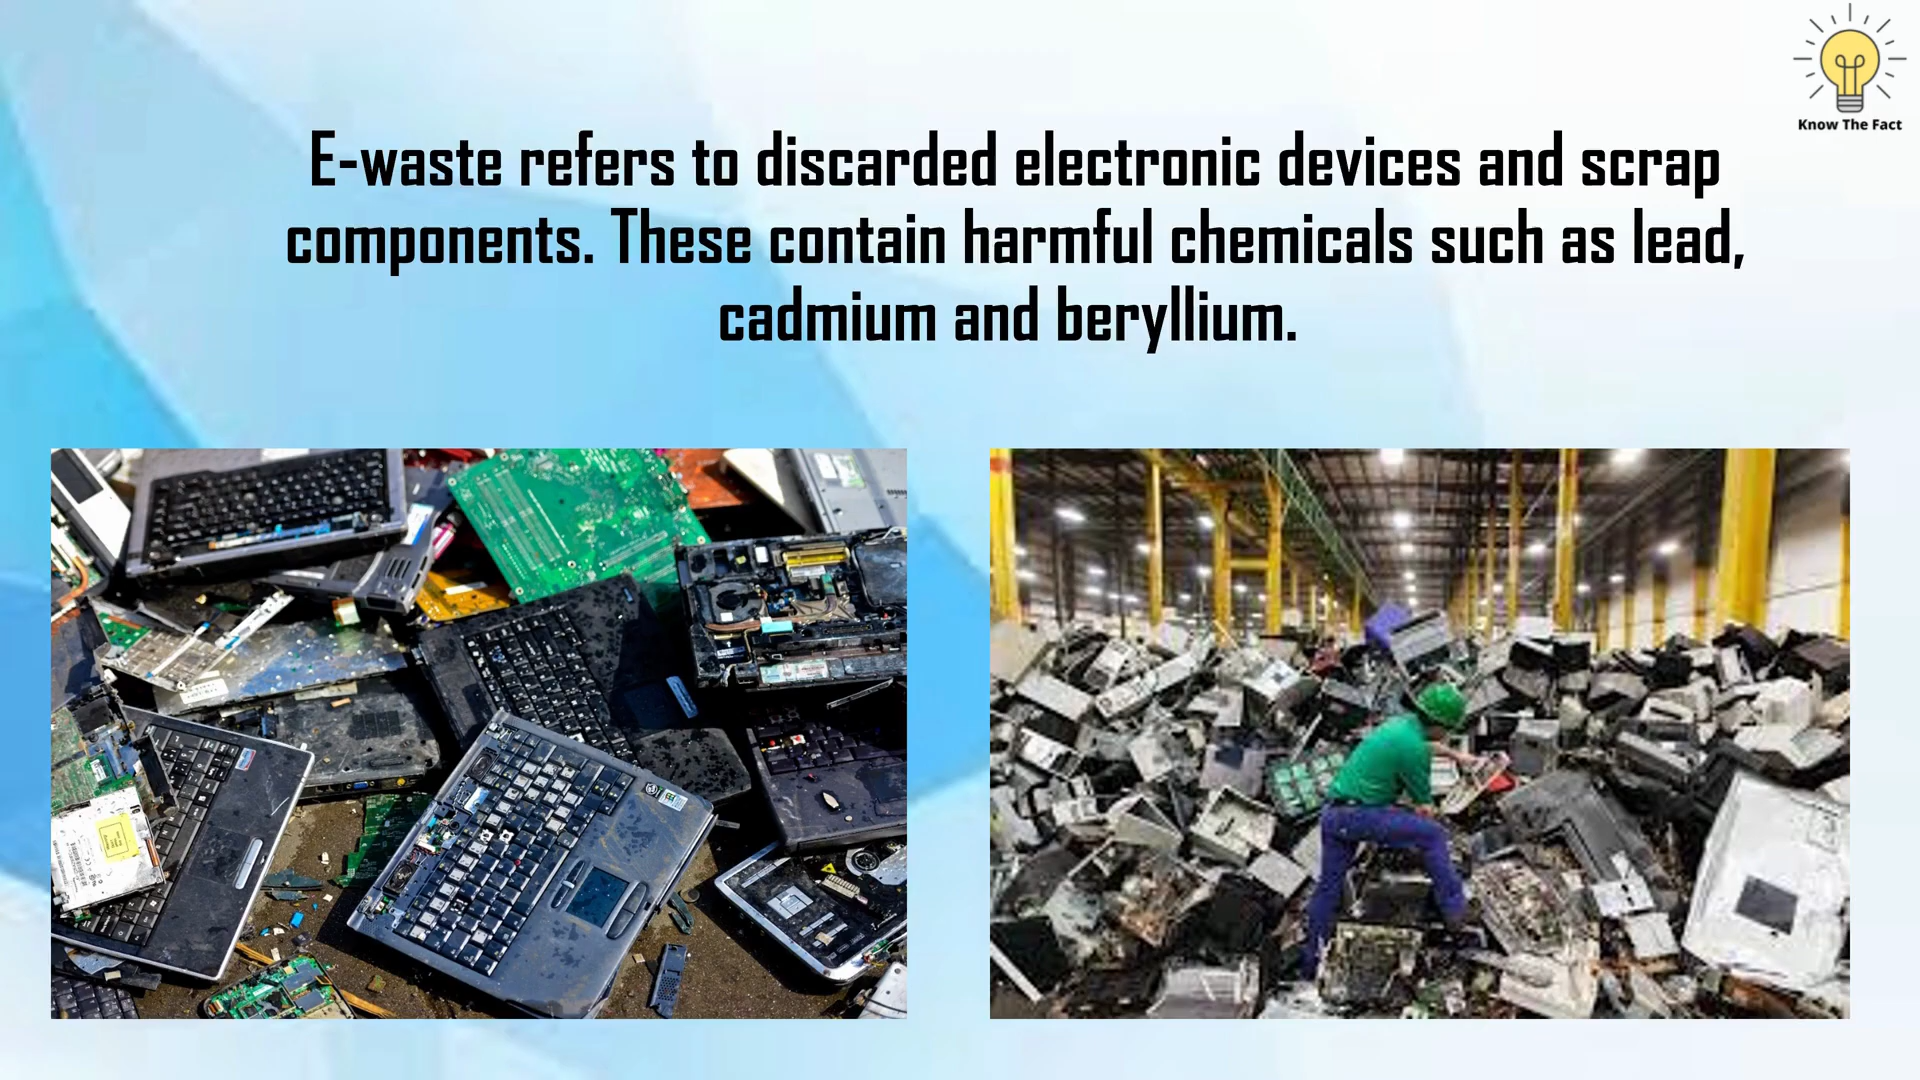 Know The Fact
E-waste refers to discarded electronic devices and scrap
components. These contain harmful chemicals such as lead,
cadmium and beryllium.